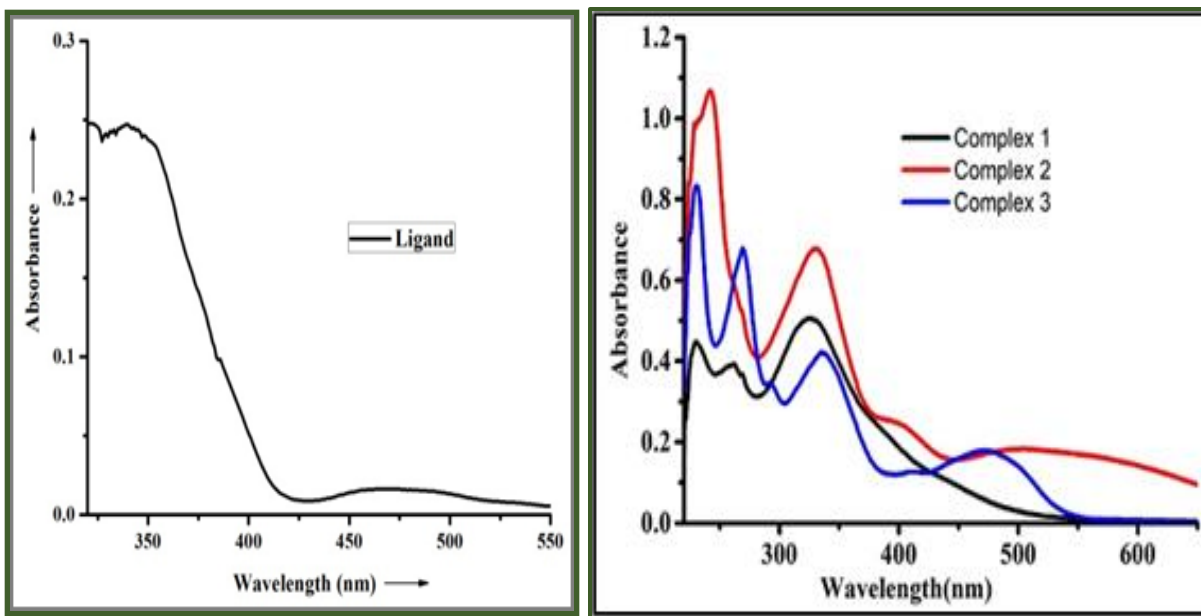 0.3
0.2
0.1
0.0
Absorbance
Ligand
350 400 450 500 550
Wavelength (nm)
1.2
1.0
0.8
0.6
0.4
0.2
0.0
Absorbance
Complex 1
Complex 2
Complex 3
300 400 500 600
Wavelength(nm)